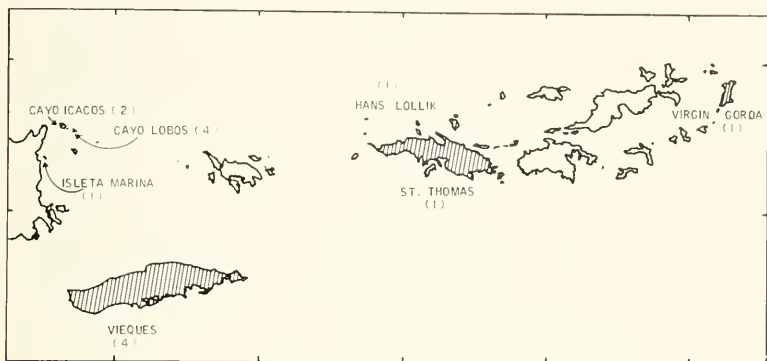 CAYO ICACOS (2)
CAYO LOBOS (4)
ISLETA MARINA
(1)
(1)
HANS LOLLIK
ST. THOMAS
(1)
VIRGIN GORDA
(1)
VIEQUES
(4)